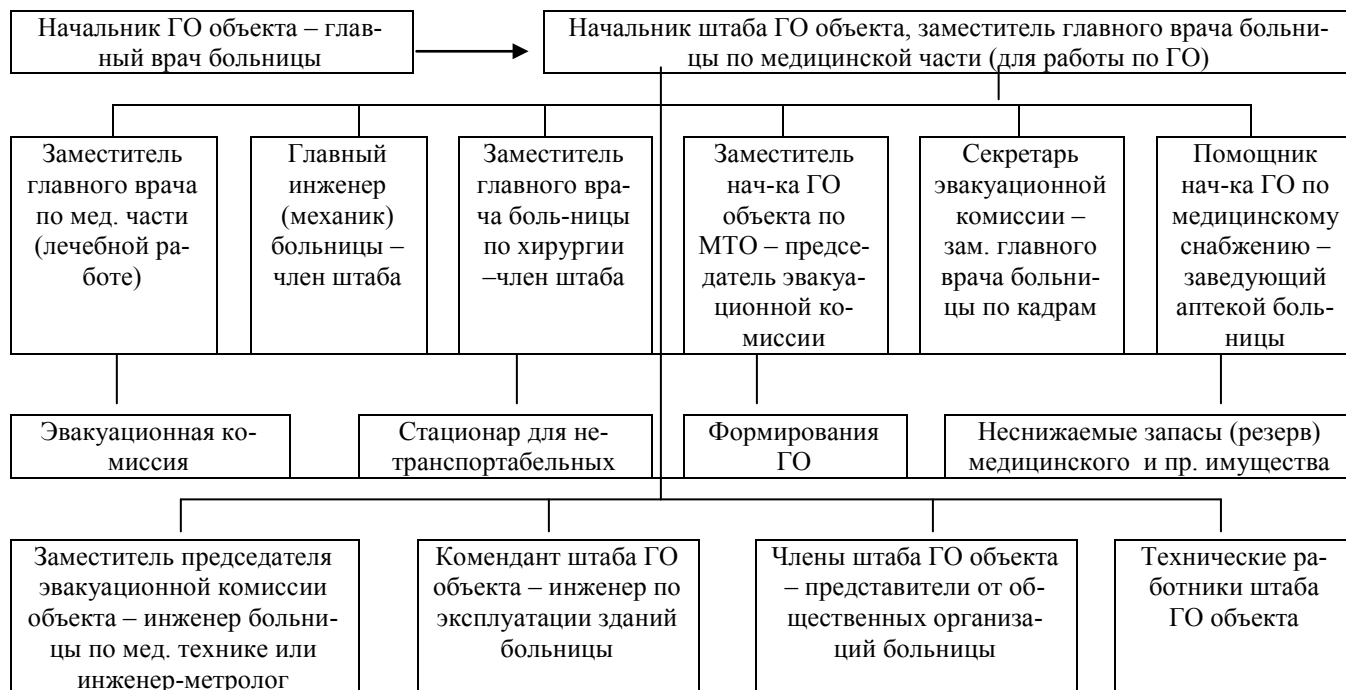 Начальник ГО объекта – глав-
ный врач больницы
Начальник штаба ГО объекта, заместитель главного врача больни-
цы по медицинской части (для работы по ГО)
Заместитель
главного врача
по мед. части
(лечебной ра-
боте)
Главный
инженер
(механик)
больницы –
член штаба
Заместитель
главного вра-
ча боль-ницы
по хирургии
–член штаба
Заместитель
нач-ка ГО
объекта по
МТО – предсе-
датель эвакуа-
ционной ко-
миссии
Секретарь
эвакуационной
комиссии –
зам. главного
врача больни-
цы по кадрам
Помощник
нач-ка ГО по
медицинскому
снабжению –
заведующий
аптекой боль-
ницы
Эвакуационная ко-
миссия
Стационар для не-
транспортабельных
Формирования
ГО
Неснижаемые запасы (резерв)
медицинского и пр. имущества
Заместитель председателя
эвакуационной комиссии
объекта – инженер больни-
цы по мед. технике или
инженер-метролог
Комендант штаба ГО
объекта – инженер по
эксплуатации зданий
больницы
Члены штаба ГО объекта
– представители от об-
щественных организа-
ций больницы
Технические ра-
ботники штаба
ГО объекта